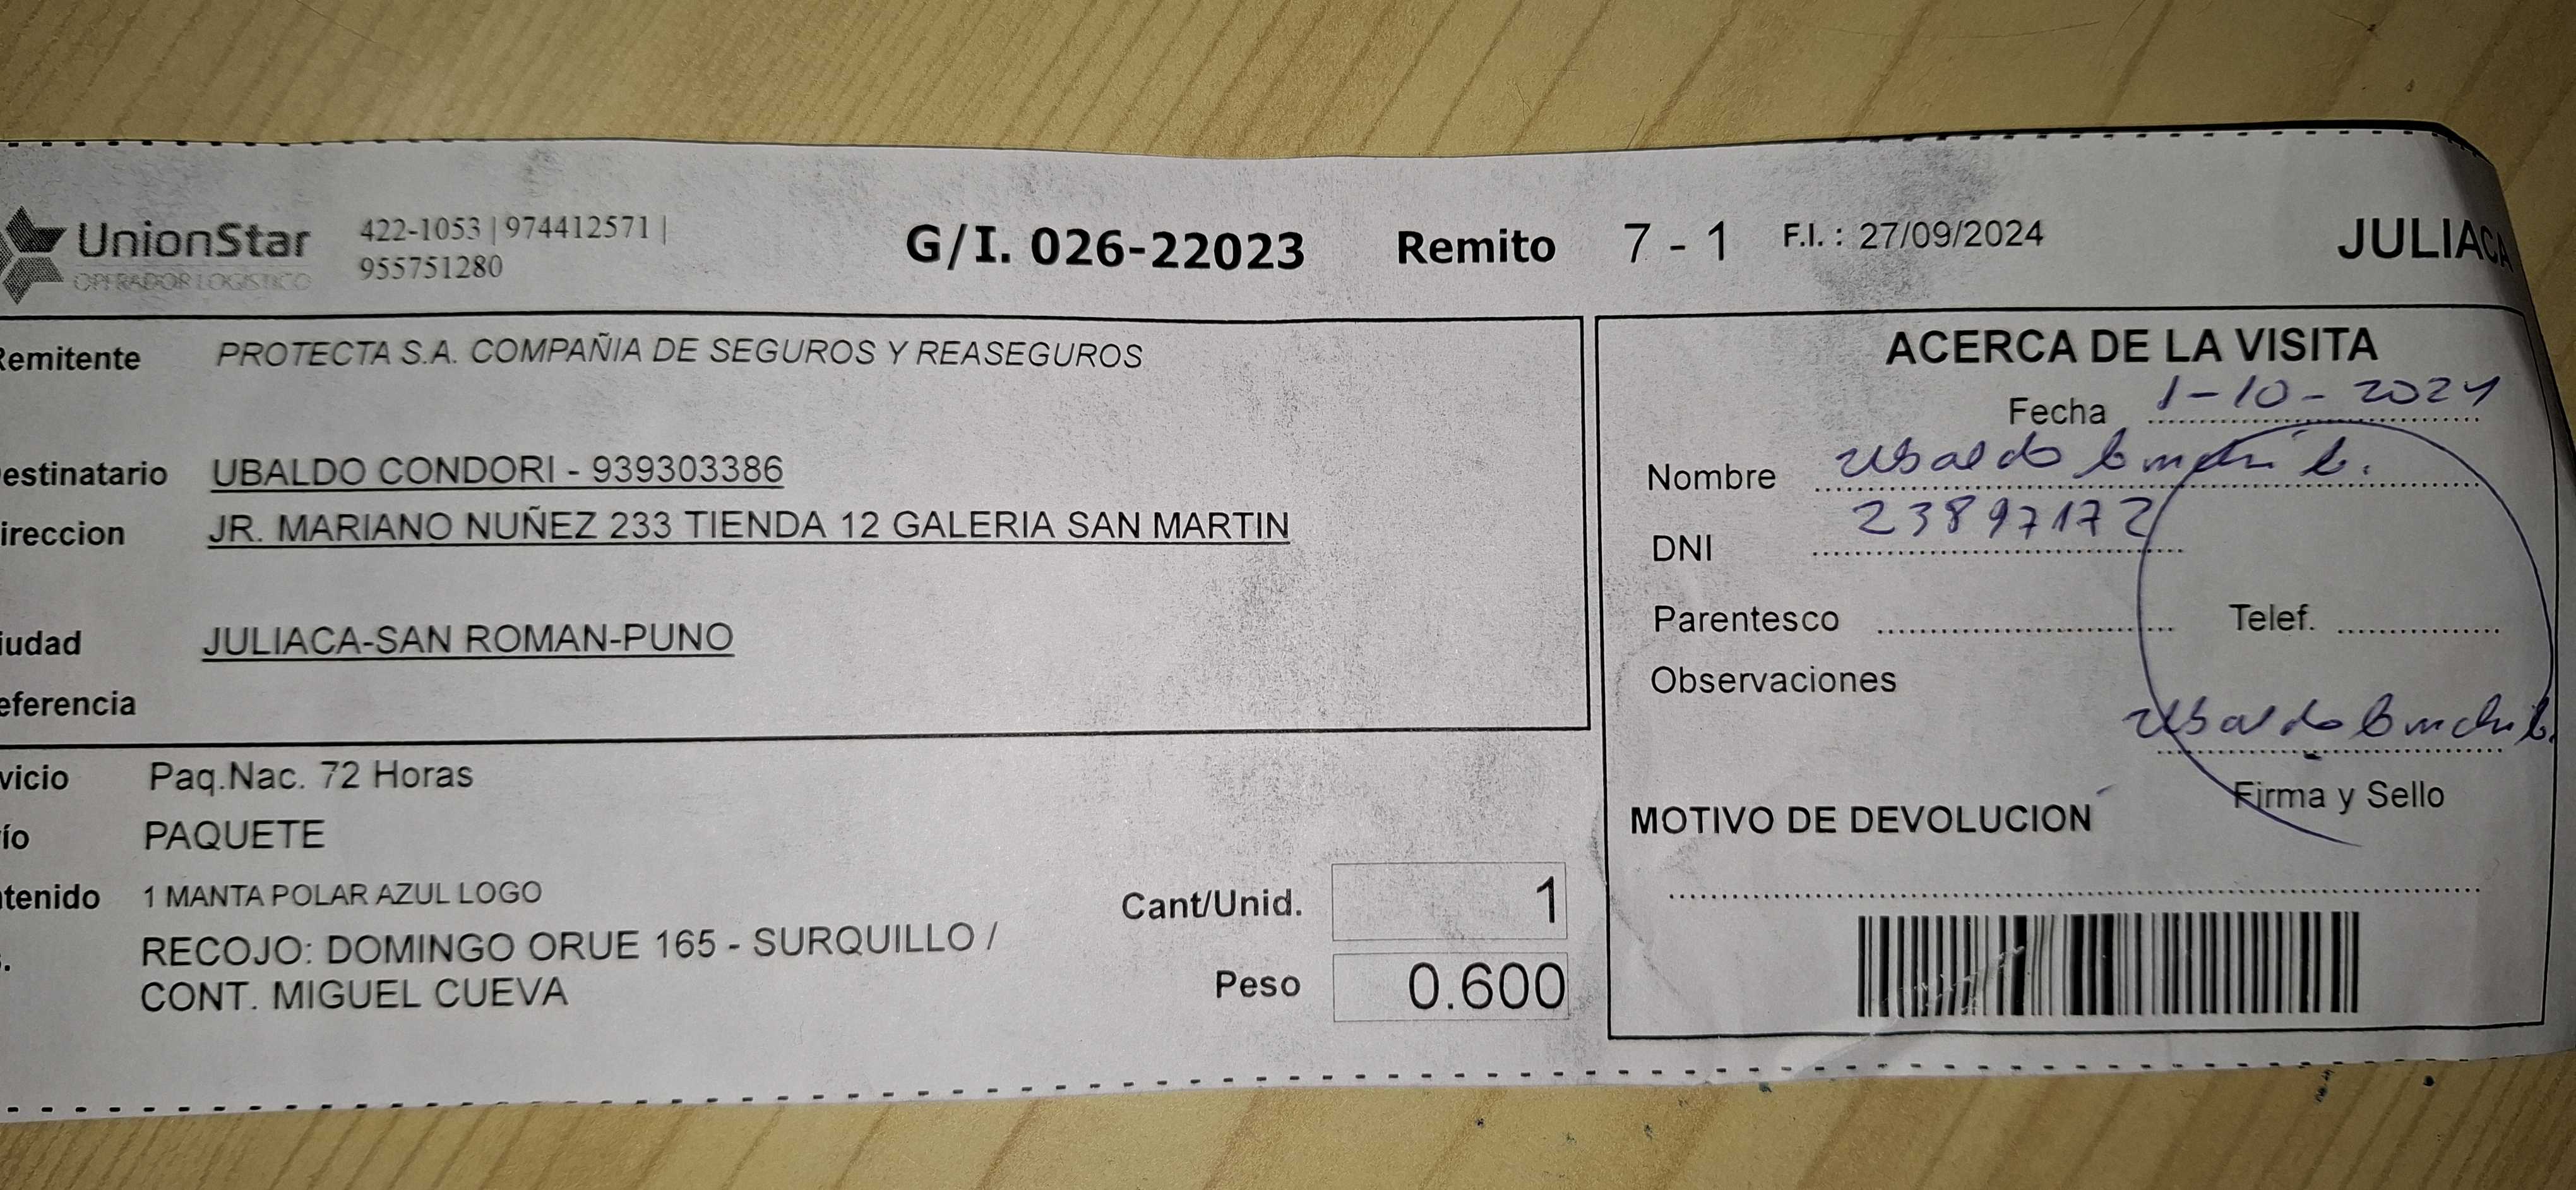 UnionStar
OPERADOR LOGISTICO
422-1053 | 974412571 |
955751280
G/I. 026-22023 Remito 7 - 1 F.I. : 27/09/2024 JULIACA
Remitente PROTECTA S.A. COMPAÑIA DE SEGUROS Y REASEGUROS
estinatario UBALDO CONDORI - 939303386
ireccion JR. MARIANO NUÑEZ 233 TIENDA 12 GALERIA SAN MARTIN
iudad JULIACA-SAN ROMAN-PUNO
eferencia
vicio Paq.Nac. 72 Horas
ío PAQUETE
tenido 1 MANTA POLAR AZUL LOGO
RECOJO: DOMINGO ORUE 165 - SURQUILLO /
CONT. MIGUEL CUEVA
Cant/Unid. 1
Peso 0.600
ACERCA DE LA VISITA
Fecha 1-10-2024
Nombre Ubaldo Condori
DNI 23897172
Parentesco Telef.
Observaciones
Ubaldo Condori
Firma y Sello
MOTIVO DE DEVOLUCION